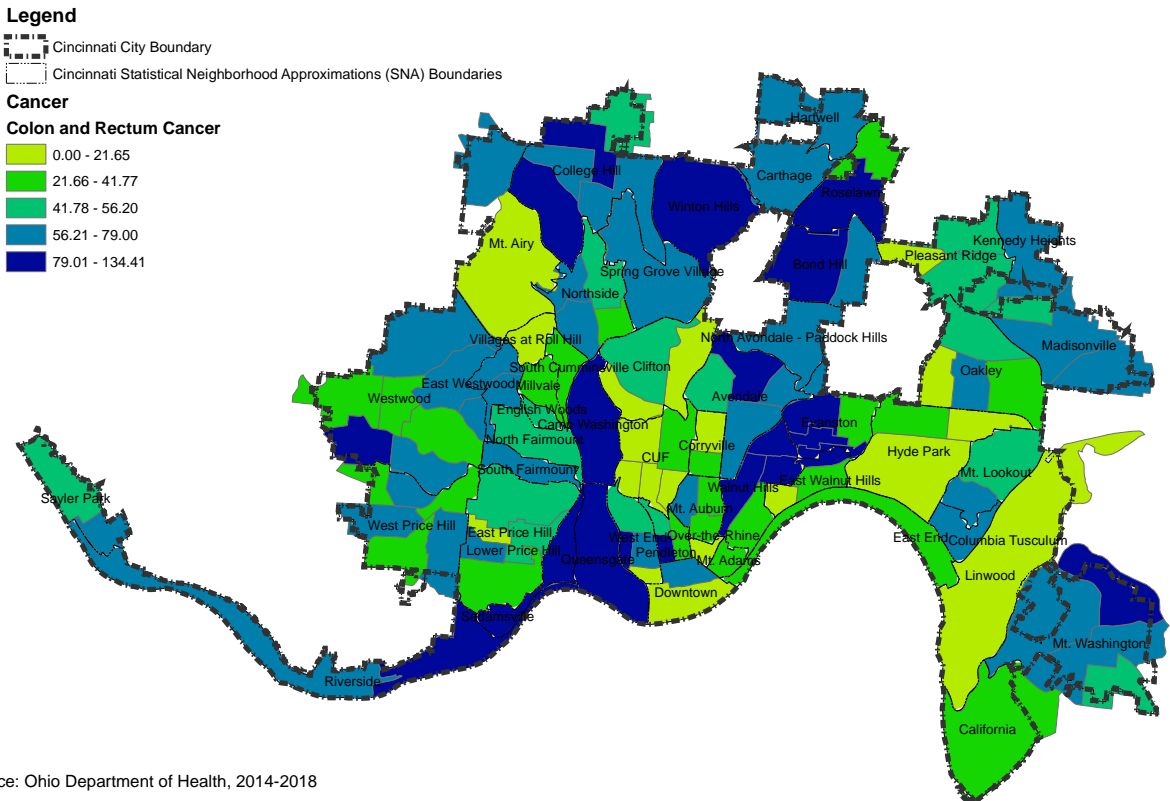 Legend
Cincinnati City Boundary
Cincinnati Statistical Neighborhood Approximations (SNA) Boundaries
Cancer
Colon and Rectum Cancer
0.00 - 21.65
21.66 - 41.77
41.78 - 56.20
56.21 - 79.00
79.01 - 134.41
Hartwell
College Hill
Carthage
Roselawn
Winton Hills
Mt. Airy
Kennedy Heights
Pleasant Ridge
Bond Hill
Spring Grove Village
Northside
Villages at Roll Hill
North Avondale - Paddock Hills
Madisonville
South Cumminsville
Clifton
Oakley
East Westwood
Millvale
Westwood
Avondale
English Woods
Camp Washington
Evanston
North Fairmount
Corryville
Hyde Park
CUF
South Fairmount
Mt. Lookout
East Walnut Hills
Walnut Hills
Sayler Park
Mt. Auburn
West Price Hill
East Price Hill
West End
Over-the-Rhine
East End
Columbia Tusculum
Lower Price Hill
Pendleton
Queensgate
Mt. Adams
Linwood
Downtown
Sedamsville
Mt. Washington
Riverside
California
ce: Ohio Department of Health, 2014-2018